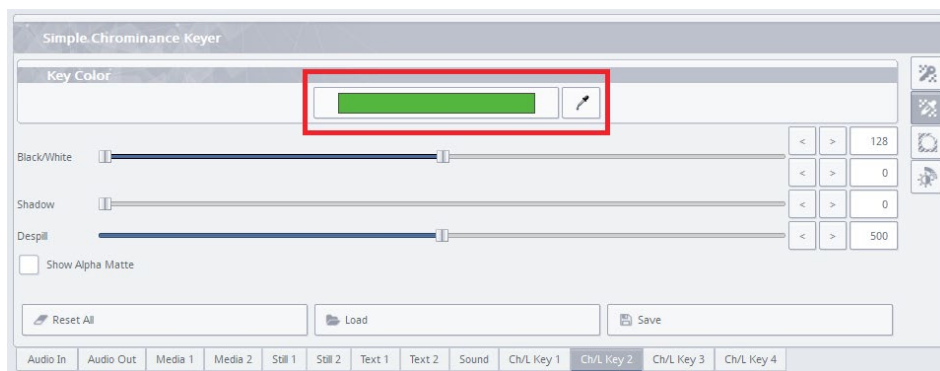 Simple Chrominance Keyer
Key Color
Black/White < > 128
< > 0
Shadow < > 0
Despill < > 500
Show Alpha Matte
Reset All Load Save
Audio In Audio Out Media 1 Media 2 Still 1 Still 2 Text 1 Text 2 Sound Ch/L Key 1 Ch/L Key 2 Ch/L Key 3 Ch/L Key 4